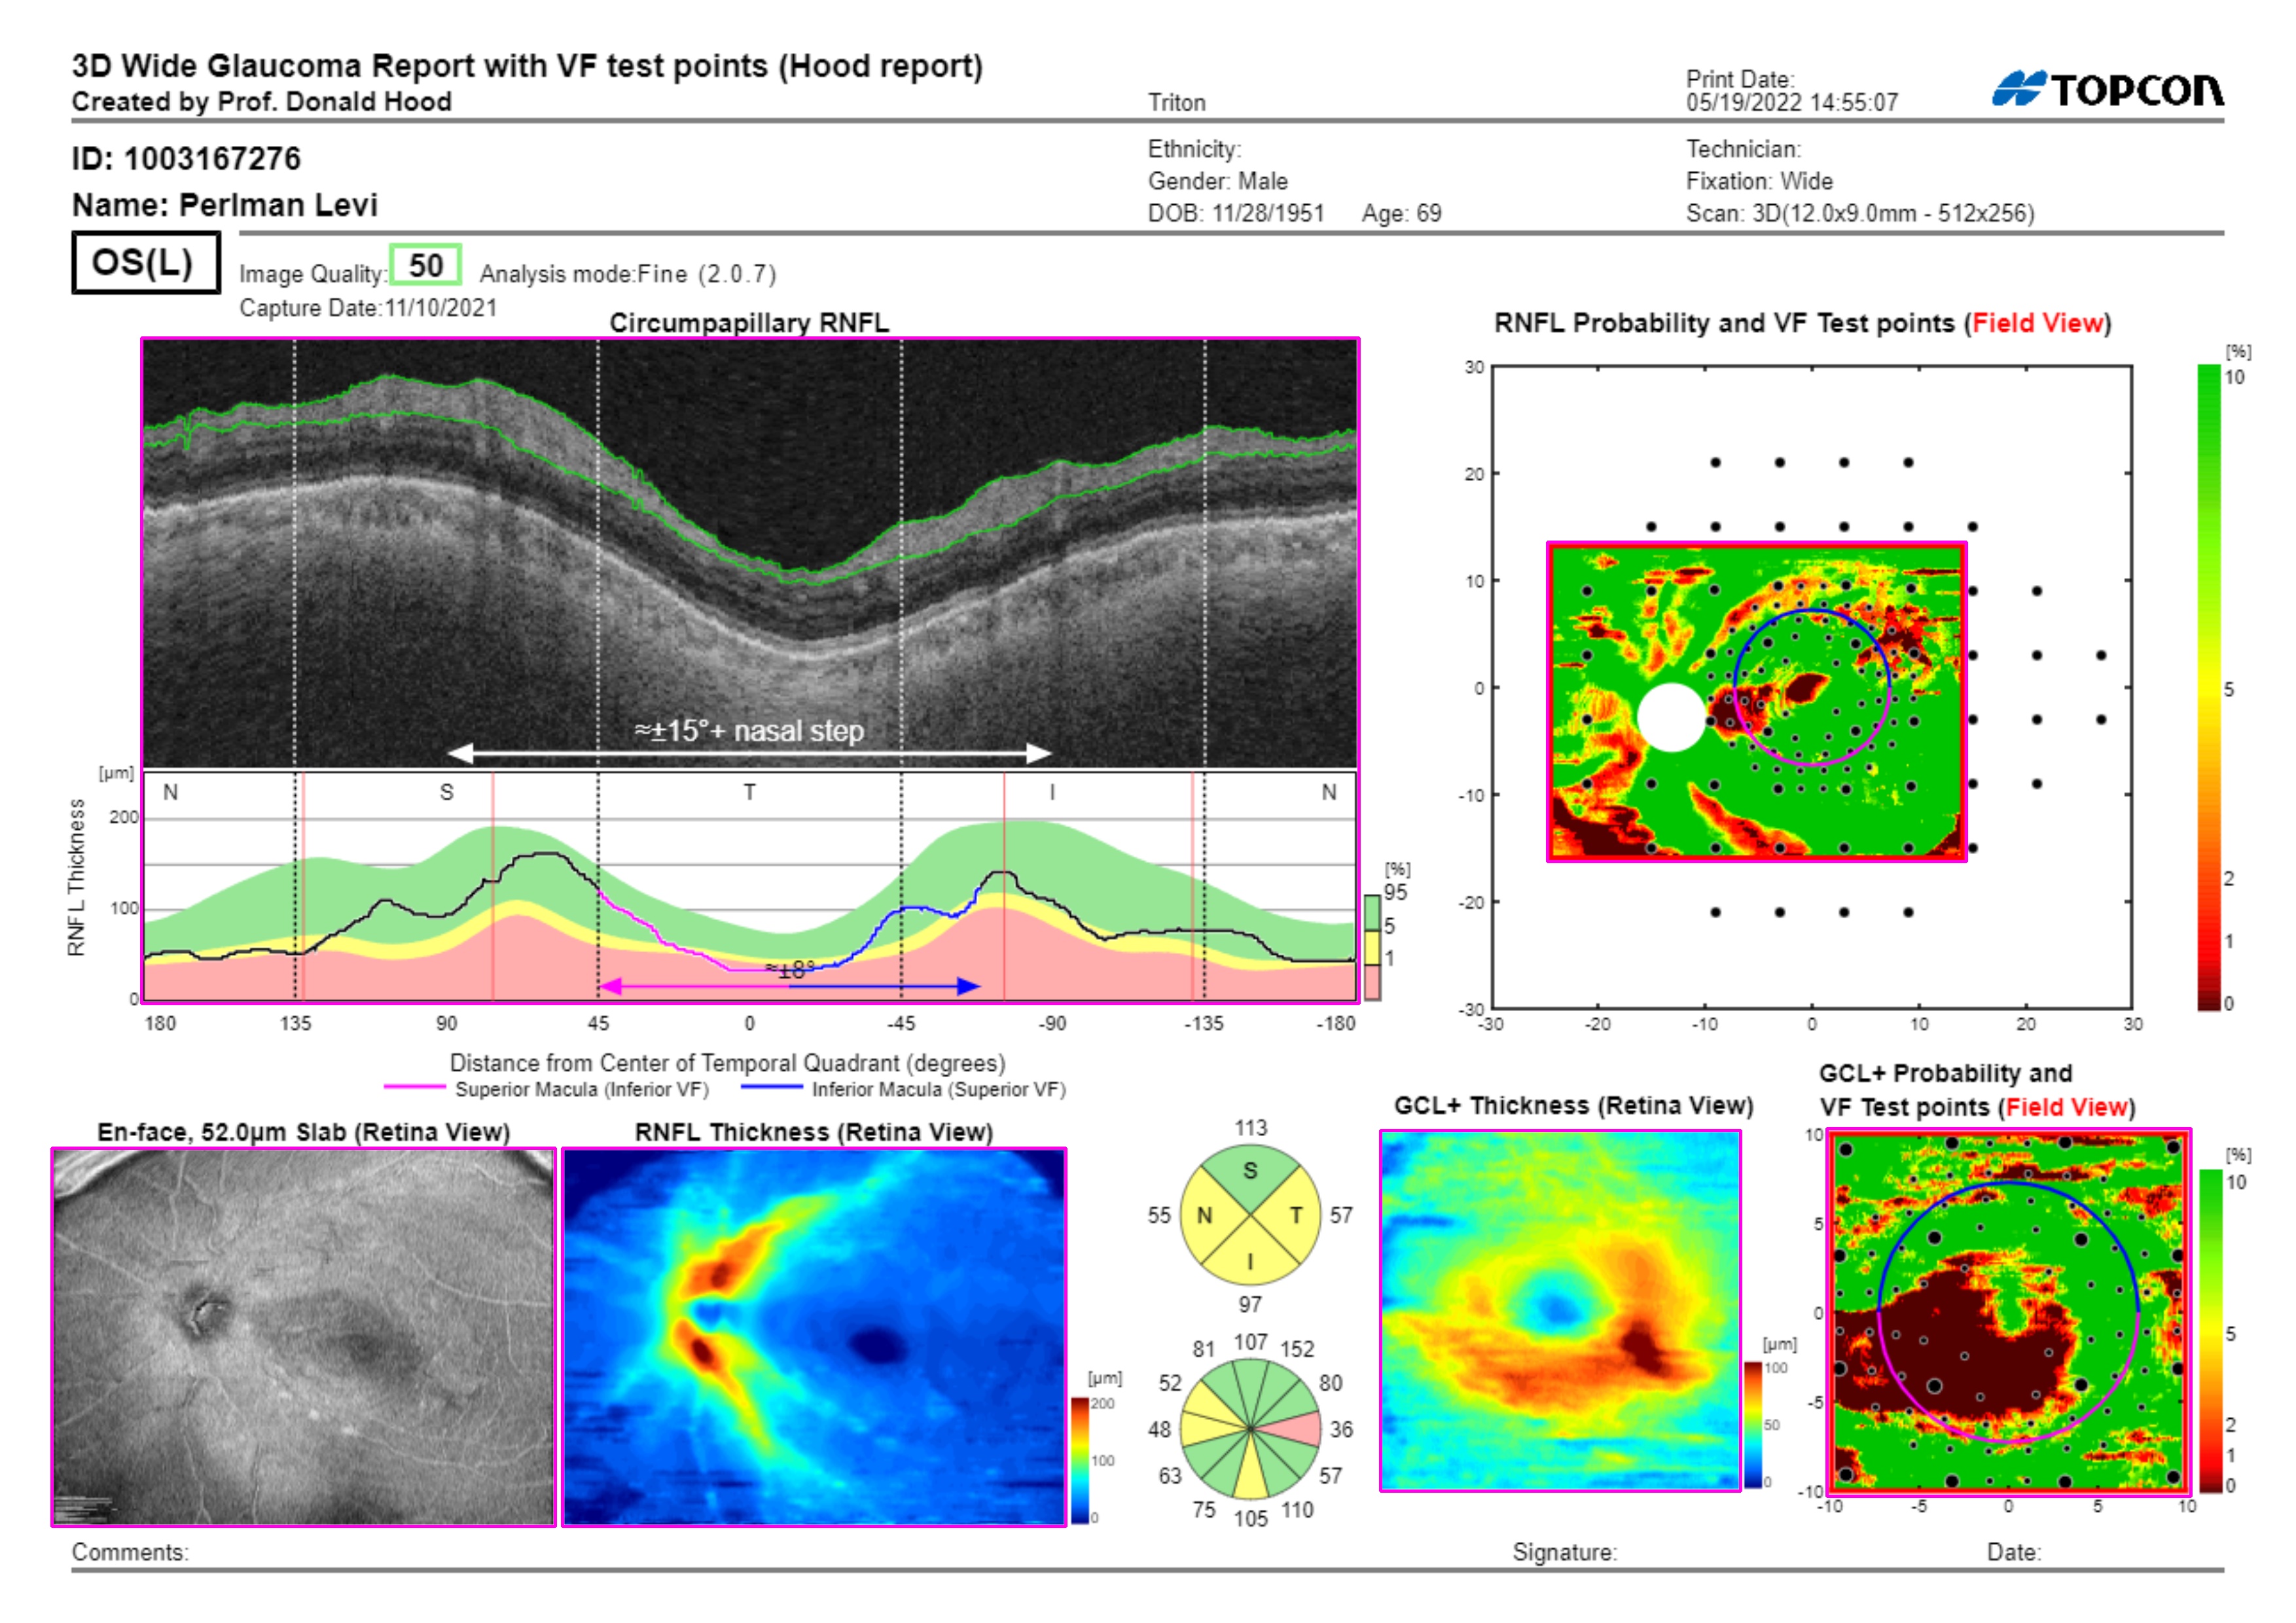 3D Wide Glaucoma Report with VF test points (Hood report)
Created by Prof. Donald Hood
Triton
Print Date:
05/19/2022 14:55:07
TOPCON
ID: 1003167276
Name: Perlman Levi
Ethnicity:
Gender: Male
DOB: 11/28/1951 Age: 69
Technician:
Fixation: Wide
Scan: 3D(12.0x9.0mm - 512x256)
OS(L)
Image Quality: 50 Analysis mode:Fine (2.0.7)
Capture Date:11/10/2021
Circumpapillary RNFL
≈±15°+ nasal step
[µm]
N S T I N
200
100
0
RNFL Thickness
≈±8°
[%]
95
5
1
180 135 90 45 0 -45 -90 -135 -180
Distance from Center of Temporal Quadrant (degrees)
Superior Macula (Inferior VF) Inferior Macula (Superior VF)
RNFL Probability and VF Test points (Field View)
30
20
10
0
-10
-20
-30
-30 -20 -10 0 10 20 30
[%]
10
5
2
1
0
En-face, 52.0µm Slab (Retina View)
RNFL Thickness (Retina View)
[µm]
200
100
0
113
S
55 N T 57
I
97
107
81 152
52 80
48 36
63 57
75 110
105
GCL+ Thickness (Retina View)
[µm]
100
50
0
GCL+ Probability and
VF Test points (Field View)
10
5
0
-5
-10
-10 -5 0 5 10
[%]
10
5
2
1
0
Comments:
Signature:
Date: